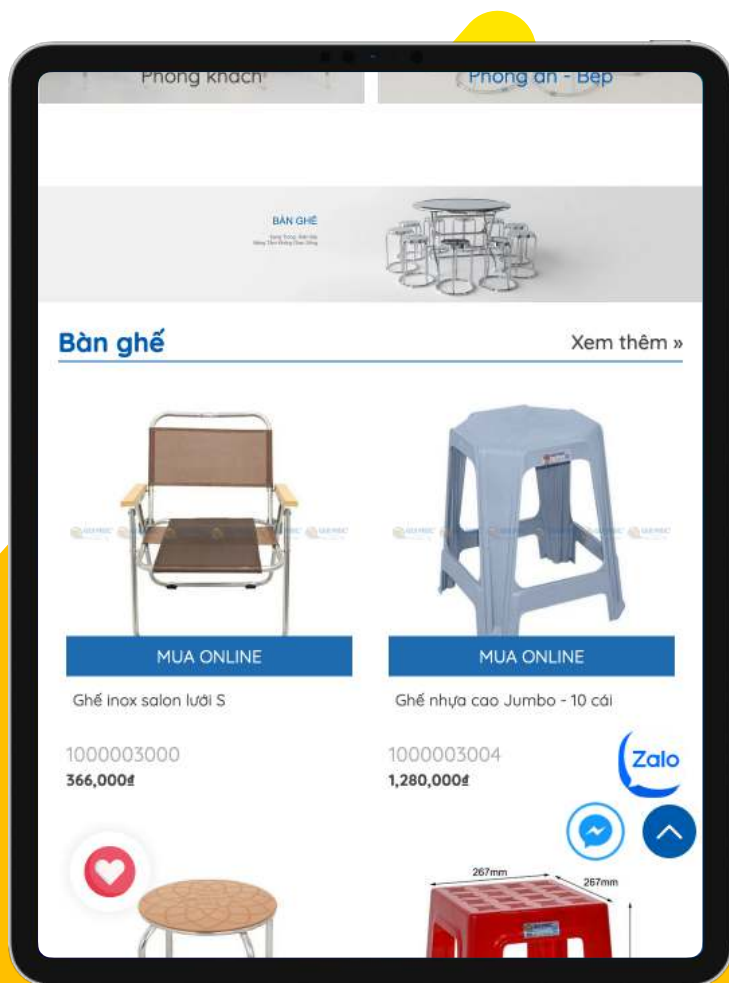 Phòng khách
Phòng ăn - Bếp
BÀN GHẾ
Bàn ghế
Xem thêm »
MUA ONLINE
MUA ONLINE
Ghế inox salon lưới S
Ghế nhựa cao Jumbo - 10 cái
1000003000
1000003004
366,000₫
1,280,000₫
Zalo
267mm
267mm